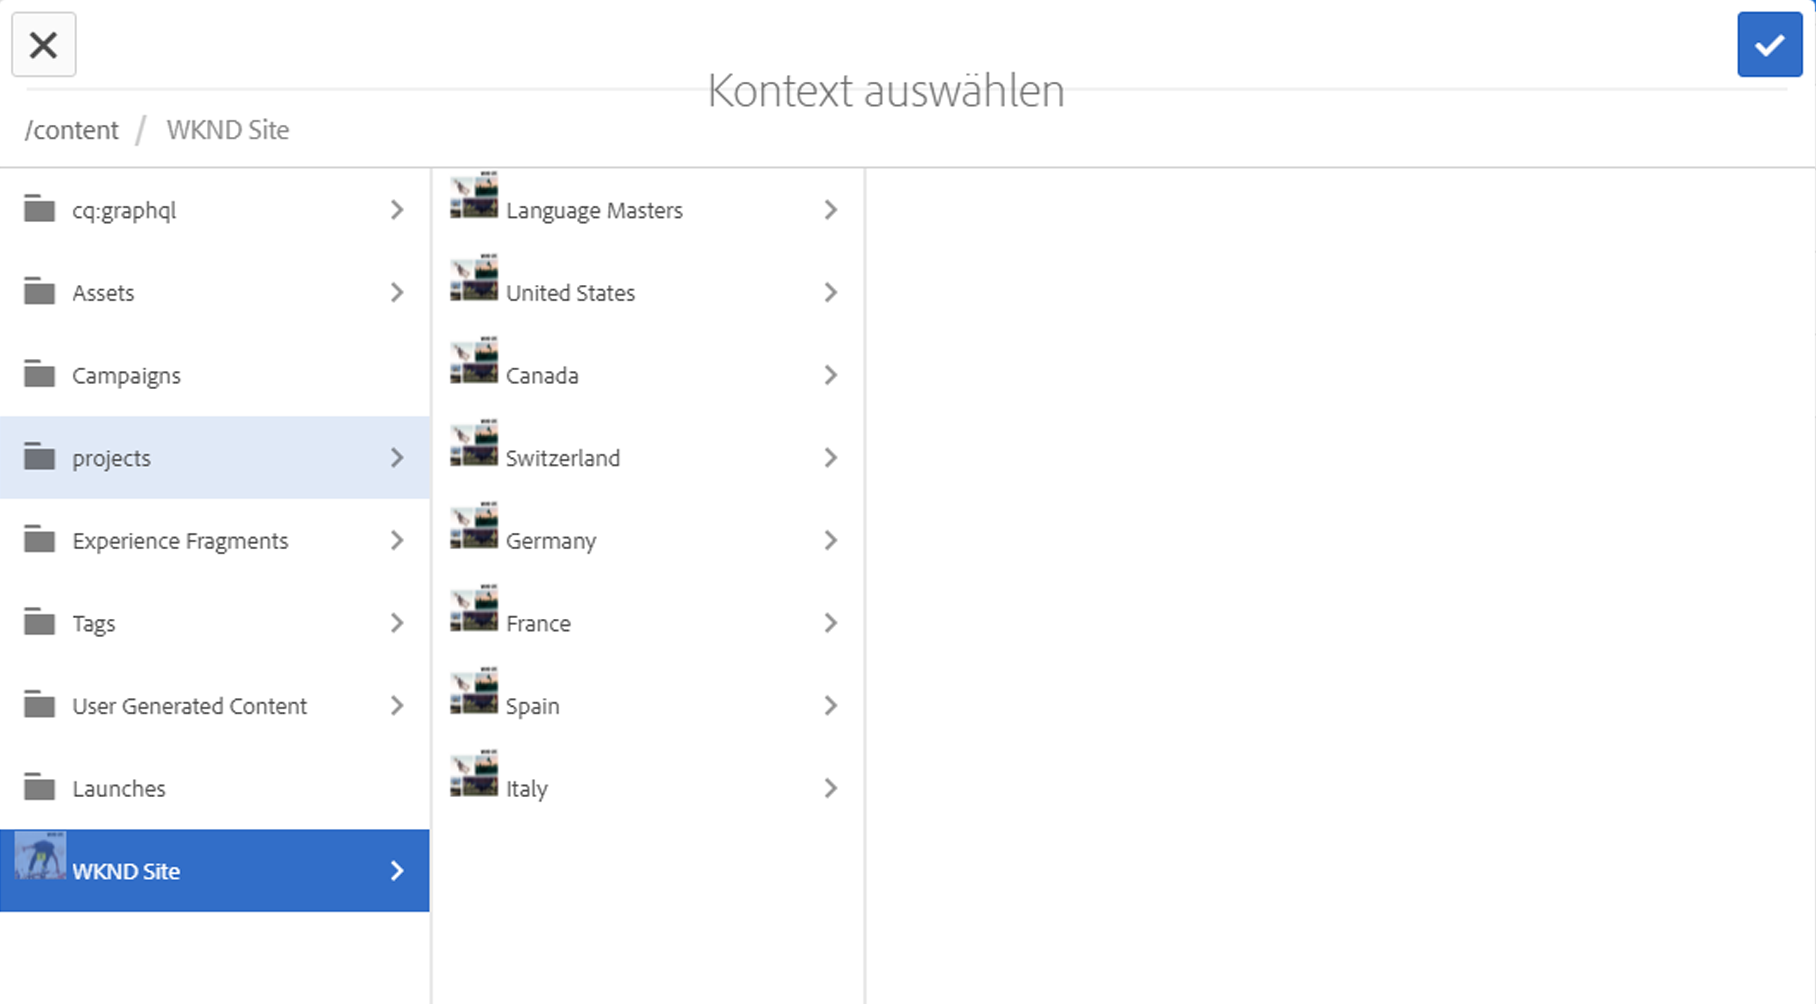 Kontext auswählen
/content / WKND Site
cq:graphql
Assets
Campaigns
projects
Experience Fragments
Tags
User Generated Content
Launches
WKND Site
Language Masters
United States
Canada
Switzerland
Germany
France
Spain
Italy